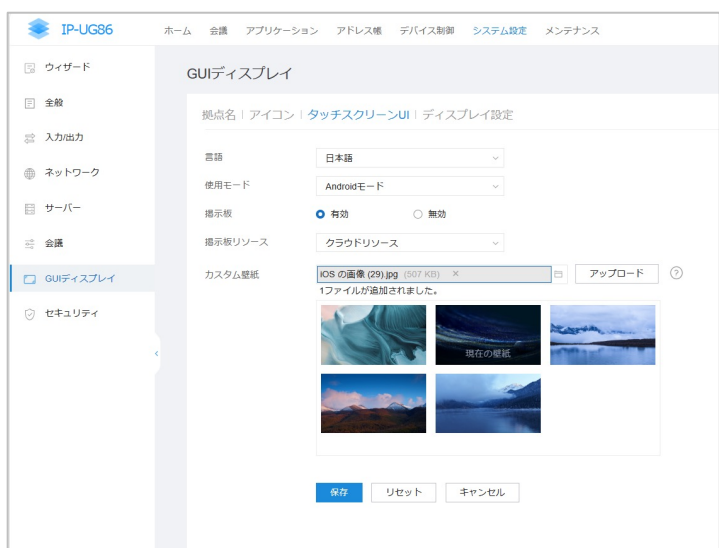 IP-UG86
ホーム 会議 アプリケーション アドレス帳 デバイス制御 システム設定 メンテナンス
ウィザード
全般
入力/出力
ネットワーク
サーバー
会議
GUIディスプレイ
セキュリティ
GUIディスプレイ
拠点名 | アイコン | タッチスクリーンUI | ディスプレイ設定
言語 日本語
使用モード Androidモード
掲示板 有効 無効
掲示板リソース クラウドリソース
カスタム壁紙 iOS の画像 (29).jpg (507 KB) × アップロード ?
1ファイルが追加されました。
現在の壁紙
保存 リセット キャンセル